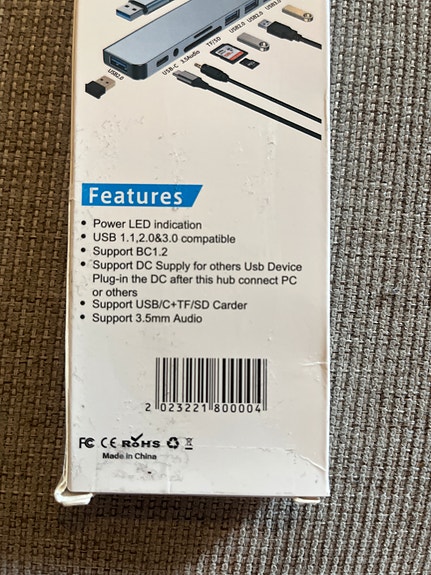 USB2.0
USB-C
3.5Audio
TF/SD
USB2.0
USB2.0
USB2.0
Features
• Power LED indication
• USB 1.1,2.0&3.0 compatible
• Support BC1.2
• Support DC Supply for others Usb Device
Plug-in the DC after this hub connect PC
or others
• Support USB/C+TF/SD Carder
• Support 3.5mm Audio
2 023221 800004
FC CE RoHS
Made in China